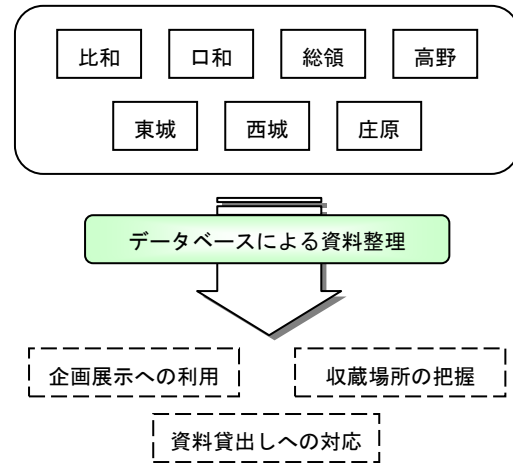 比和 口和 総領 高野
東城 西城 庄原
データベースによる資料整理
企画展示への利用 収蔵場所の把握
資料貸出しへの対応